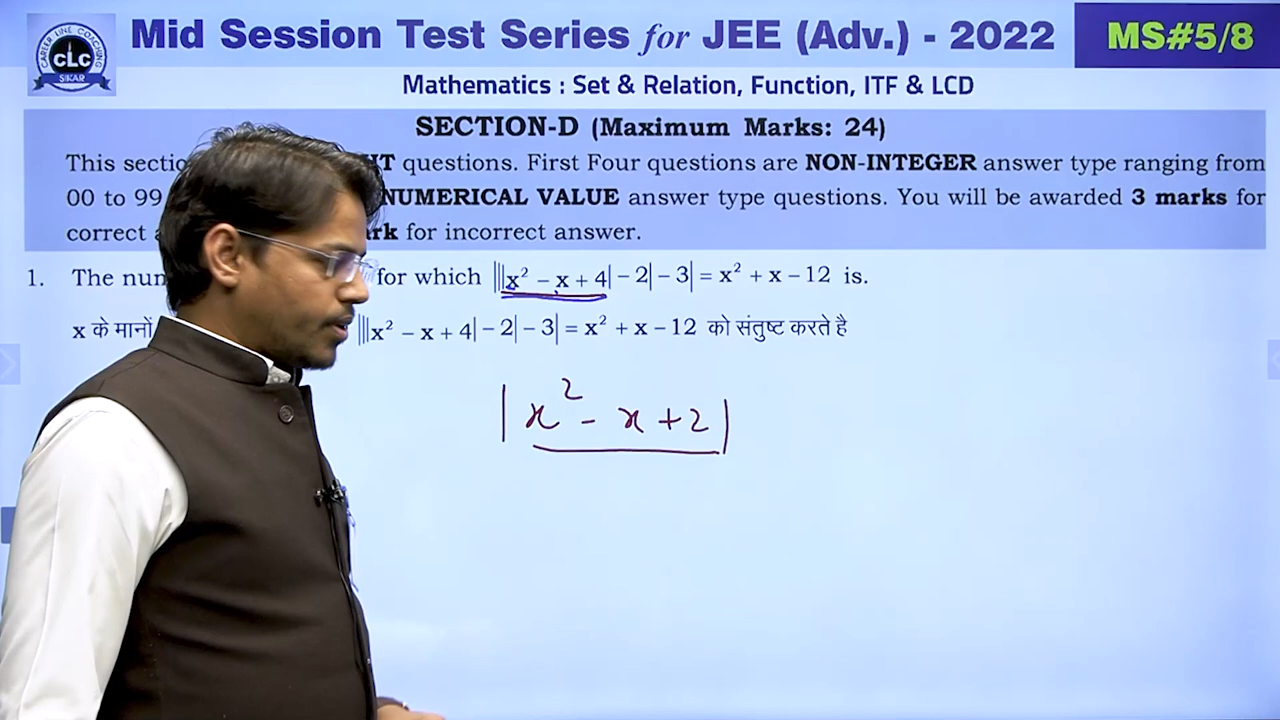 CAREER LINE COACHING
CLC
SIKAR
Mid Session Test Series for JEE (Adv.) - 2022
MS#5/8
Mathematics : Set & Relation, Function, ITF & LCD
SECTION-D (Maximum Marks: 24)
This questions. First Four questions are NON-INTEGER answer type ranging from
00 to 99 NUMERICAL VALUE answer type questions. You will be awarded 3 marks for
correct for incorrect answer.
1. The for which |||x² − x + 4| − 2| − 3| = x² + x − 12 is.
x के मानों |||x² − x + 4| − 2| − 3| = x² + x − 12 को संतुष्ट करते है
|x² - x + 2|